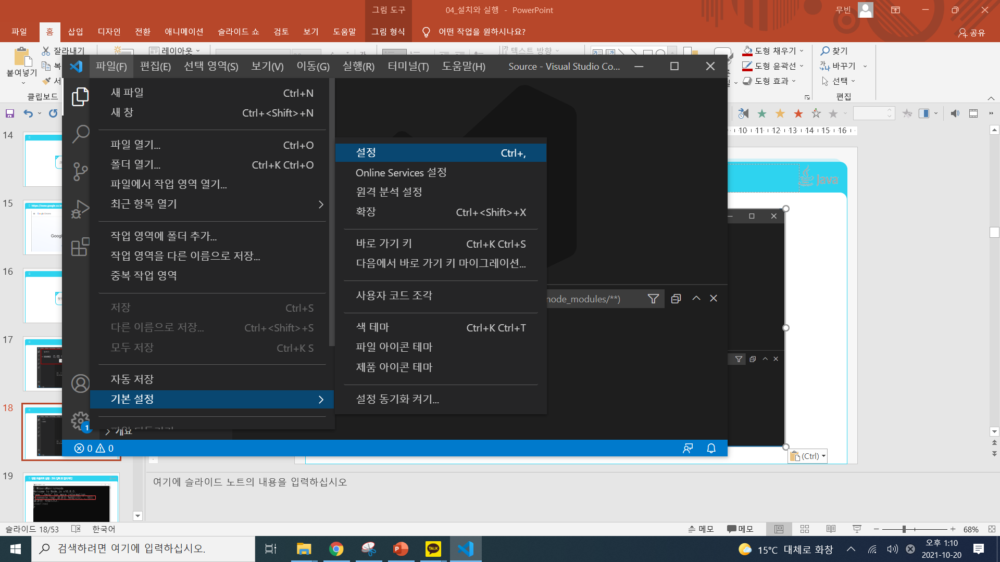 그림 도구
04_설치와 실행 - PowerPoint
무빈
파일 홈 삽입 디자인 전환 애니메이션 슬라이드 쇼 검토 보기 도움말 그림 형식 어떤 작업을 원하시나요? 공유
붙여넣기
잘라내기
클립보드
레이아웃
텍스트 방향
도형 채우기
도형 윤곽선
도형 효과
찾기
바꾸기
선택
편집
파일(F) 편집(E) 선택 영역(S) 보기(V) 이동(G) 실행(R) 터미널(T) 도움말(H) Source - Visual Studio Co...
새 파일 Ctrl+N
새 창 Ctrl+<Shift>+N
파일 열기... Ctrl+O
폴더 열기... Ctrl+K Ctrl+O
파일에서 작업 영역 열기...
최근 항목 열기
작업 영역에 폴더 추가...
작업 영역을 다른 이름으로 저장...
중복 작업 영역
저장 Ctrl+S
다른 이름으로 저장... Ctrl+<Shift>+S
모두 저장 Ctrl+K S
자동 저장
기본 설정
개요
설정 Ctrl+,
Online Services 설정
원격 분석 설정
확장 Ctrl+<Shift>+X
바로 가기 키 Ctrl+K Ctrl+S
다음에서 바로 가기 키 마이그레이션...
사용자 코드 조각
색 테마 Ctrl+K Ctrl+T
파일 아이콘 테마
제품 아이콘 테마
설정 동기화 켜기...
node_modules/**)
1
0 0
10 11 12 13 14 15 16
Java
(Ctrl)
14
15
16
17
18
19
여기에 슬라이드 노트의 내용을 입력하십시오
슬라이드 18/53 한국어 메모 메모 68%
검색하려면 여기에 입력하십시오.
TALK
15°C 대체로 화창
오후 1:10
2021-10-20